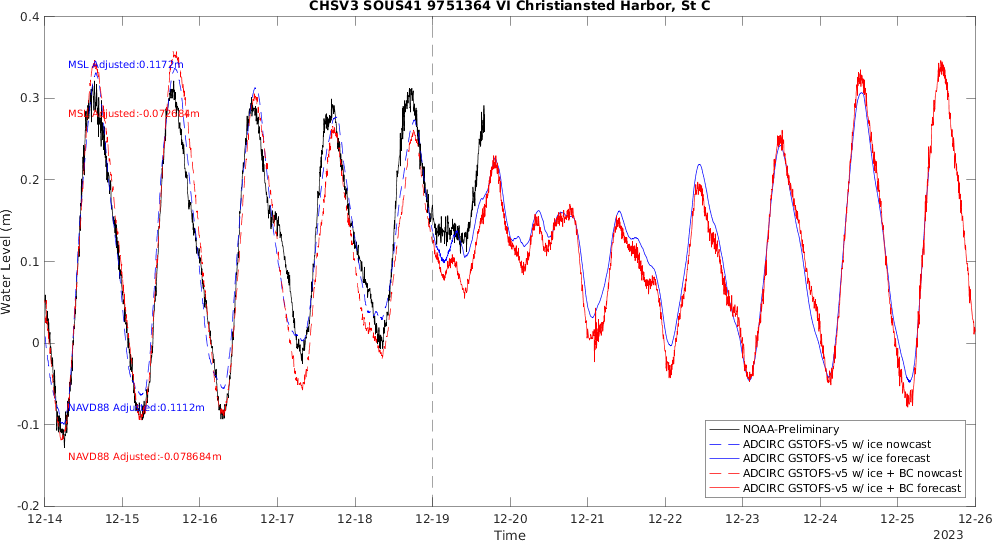 CHSV3 SOUS41 9751364 VI Christiansted Harbor, St C
0.4
0.3
0.2
0.1
0
-0.1
-0.2
Water Level (m)
MSL Adjusted:0.1172m
MSL Adjusted:-0.072684m
NAVD88 Adjusted:0.1112m
NAVD88 Adjusted:-0.078684m
NOAA-Preliminary
ADCIRC GSTOFS-v5 w/ ice nowcast
ADCIRC GSTOFS-v5 w/ ice forecast
ADCIRC GSTOFS-v5 w/ ice + BC nowcast
ADCIRC GSTOFS-v5 w/ ice + BC forecast
12-14 12-15 12-16 12-17 12-18 12-19 12-20 12-21 12-22 12-23 12-24 12-25 12-26
Time
2023